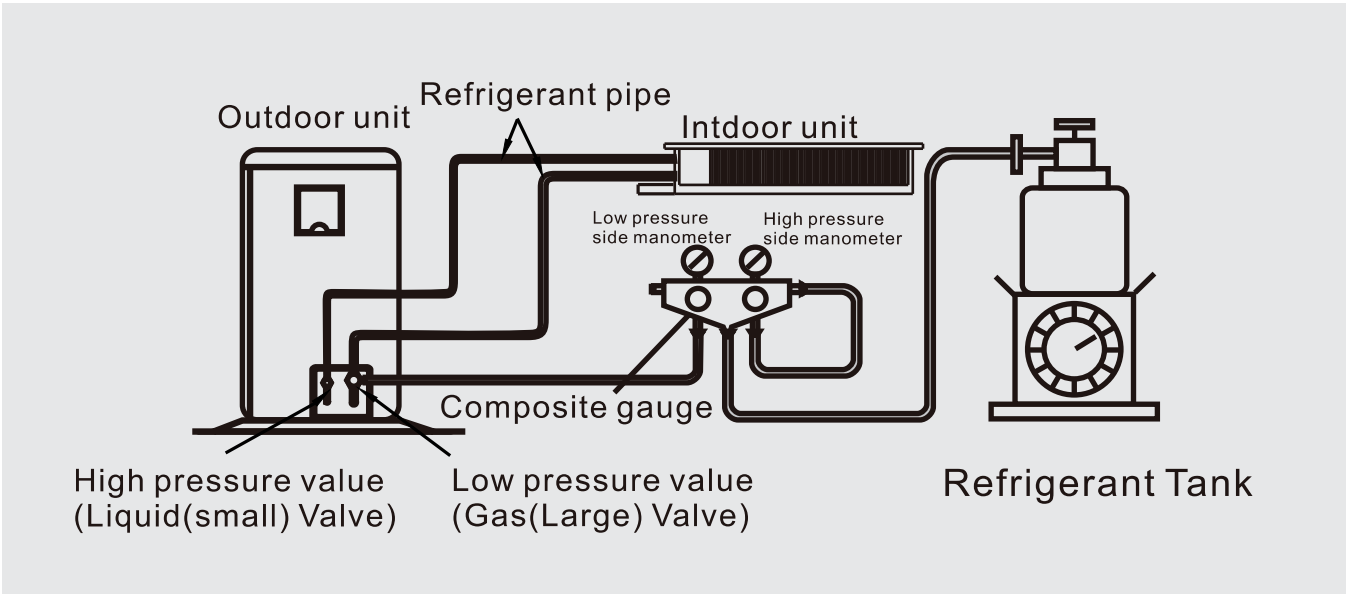 Refrigerant pipe
Outdoor unit
Intdoor unit
Low pressure
side manometer
High pressure
side manometer
Composite gauge
High pressure value
(Liquid(small) Valve)
Low pressure value
(Gas(Large) Valve)
Refrigerant Tank